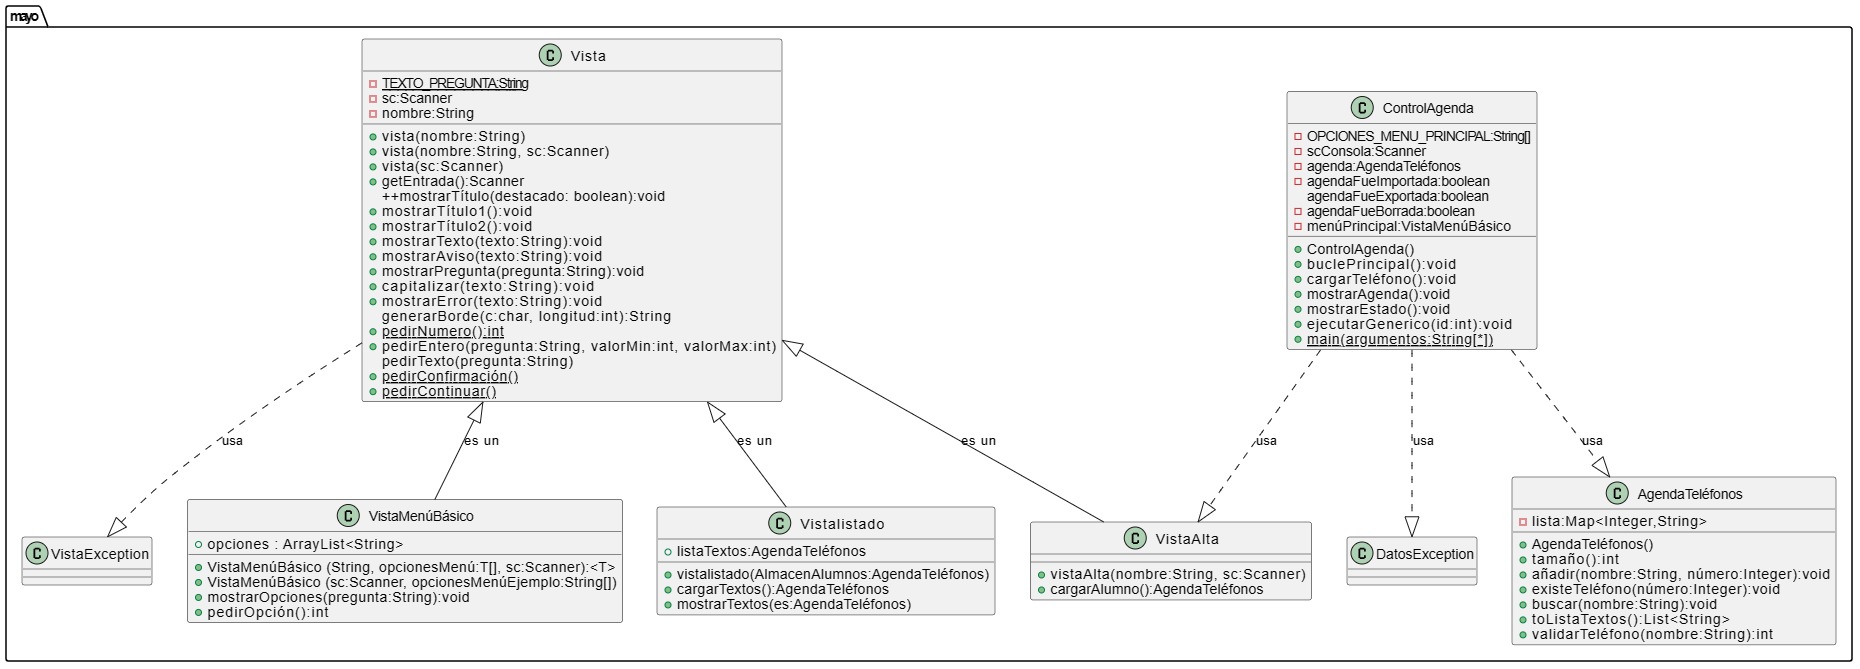 mayo
C Vista
TEXTO_PREGUNTA:String
sc:Scanner
nombre:String
vista(nombre:String)
vista(nombre:String, sc:Scanner)
vista(sc:Scanner)
getEntrada():Scanner
++mostrarTítulo(destacado: boolean):void
mostrarTítulo1():void
mostrarTítulo2():void
mostrarTexto(texto:String):void
mostrarAviso(texto:String):void
mostrarPregunta(pregunta:String):void
capitalizar(texto:String):void
mostrarError(texto:String):void
generarBorde(c:char, longitud:int):String
pedirNumero():int
pedirEntero(pregunta:String, valorMin:int, valorMax:int)
pedirTexto(pregunta:String)
pedirConfirmación()
pedirContinuar()
C ControlAgenda
OPCIONES_MENU_PRINCIPAL:String[]
scConsola:Scanner
agenda:AgendaTeléfonos
agendaFueImportada:boolean
agendaFueExportada:boolean
agendaFueBorrada:boolean
menúPrincipal:VistaMenúBásico
ControlAgenda()
buclePrincipal():void
cargarTeléfono():void
mostrarAgenda():void
mostrarEstado():void
ejecutarGenerico(id:int):void
main(argumentos:String[*])
usa
es un
es un
es un
usa
usa
usa
C VistaException
C VistaMenúBásico
opciones : ArrayList<String>
VistaMenúBásico (String, opcionesMenú:T[], sc:Scanner):<T>
VistaMenúBásico (sc:Scanner, opcionesMenúEjemplo:String[])
mostrarOpciones(pregunta:String):void
pedirOpción():int
C Vistalistado
listaTextos:AgendaTeléfonos
vistalistado(AlmacenAlumnos:AgendaTeléfonos)
cargarTextos():AgendaTeléfonos
mostrarTextos(es:AgendaTeléfonos)
C VistaAlta
vistaAlta(nombre:String, sc:Scanner)
cargarAlumno():AgendaTeléfonos
C DatosException
C AgendaTeléfonos
lista:Map<Integer,String>
AgendaTeléfonos()
tamaño():int
añadir(nombre:String, número:Integer):void
existeTeléfono(número:Integer):void
buscar(nombre:String):void
toListaTextos():List<String>
validarTeléfono(nombre:String):int